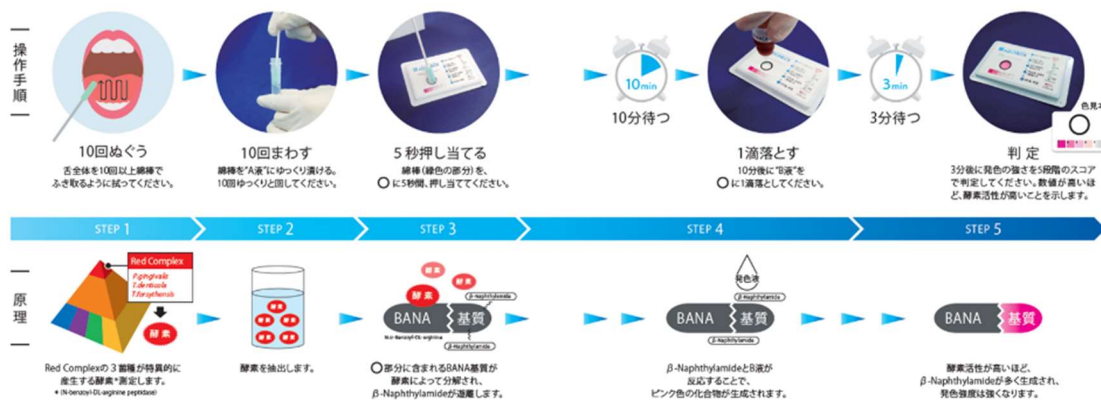 操作手順
10回ぬぐう
舌全体を10回以上綿棒で
ふき取るように拭ってください。
10回まわす
綿棒を"A液"にゆっくり漬ける。
10回ゆっくりと回してください。
5秒押し当てる
綿棒(緑色の部分)を、
○に5秒間、押し当ててください。
10min
10分待つ
1滴落とす
10分後に"B液"を
○に1滴落としてください。
3min
3分待つ
色見本
判定
3分後に発色の強さを5段階のスコア
で判定してください。数値が高いほ
ど、酵素活性が高いことを示します。
STEP 1
STEP 2
STEP 3
STEP 4
STEP 5
原理
Red Complex
P.gingivalis
T.denticola
T.forsythensis
酵素
Red Complexの3菌種が特異的に
産生する酵素*測定します。
* (N-benzoyl-DL-arginine peptidase)
酵素
酵素
酵素
酵素
酵素
酵素を抽出します。
酵素
酵素
酵素
β-Naphthylamide
BANA
基質
Nα-Benzoyl-DL-arginine
β-Naphthylamide
○部分に含まれるBANA基質が
酵素によって分解され、
β-Naphthylamideが遊離します。
発色液
β-Naphthylamide
BANA
基質
β-Naphthylamide
β-NaphthylamideとB液が
反応することで、
ピンク色の化合物が生成されます。
BANA
基質
酵素活性が高いほど、
β-Naphthylamideが多く生成され、
発色強度は強くなります。